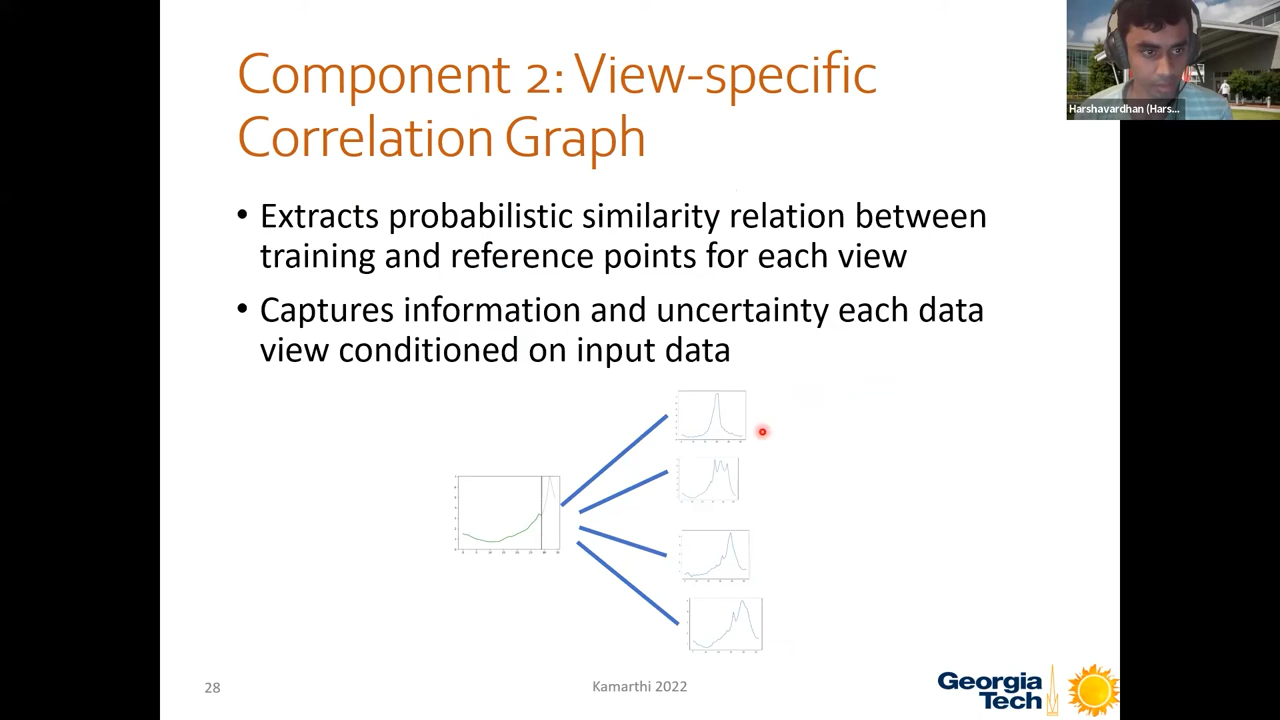 Component 2: View-specific
Correlation Graph
• Extracts probabilistic similarity relation between
training and reference points for each view
• Captures information and uncertainty each data
view conditioned on input data
Harshavardhan (Hars...
28
Kamarthi 2022
Georgia
Tech